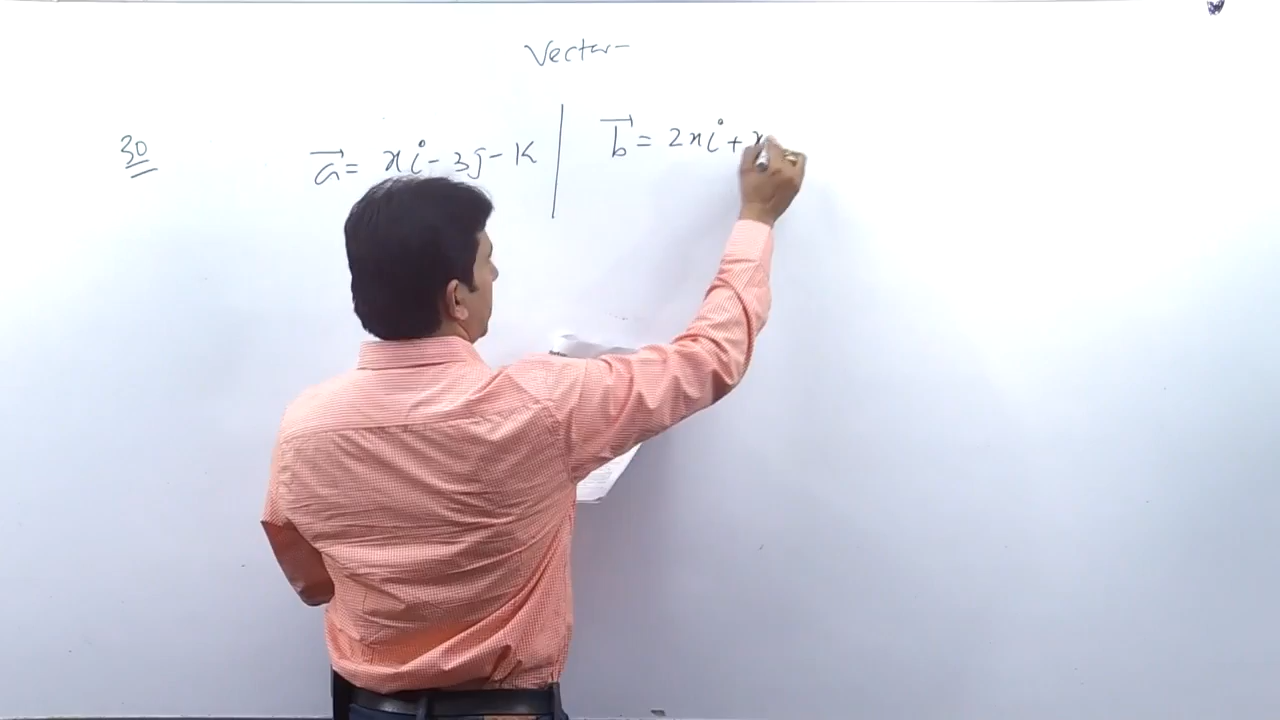 Vector-
30
a⃗ = xi - 3j - k
b⃗ = 2xi + x